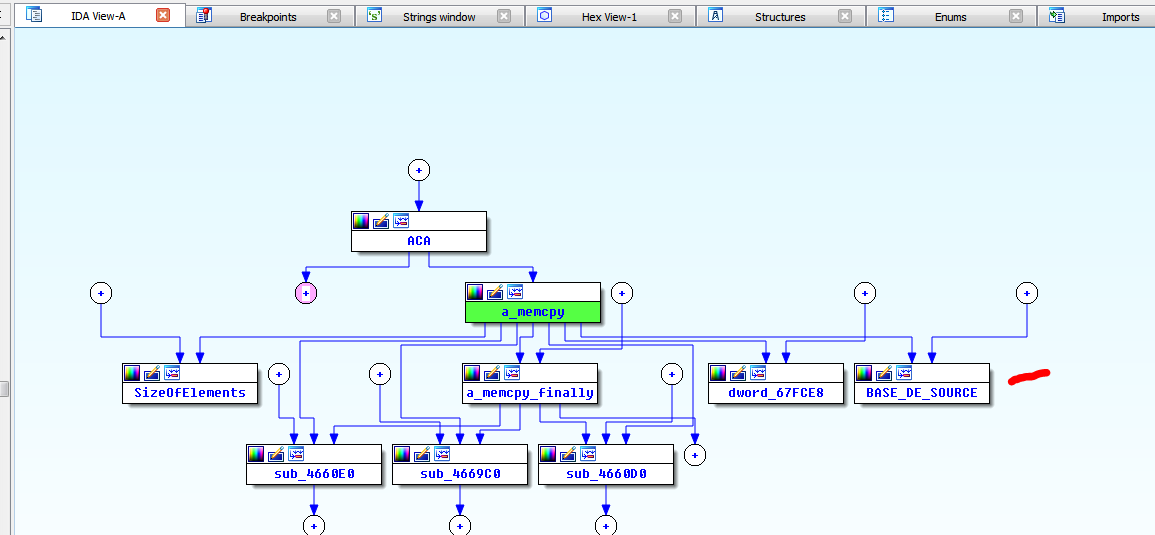 IDA View-A Breakpoints Strings window Hex View-1 Structures Enums Imports
ACA
a_memcpy
SizeOfElements a_memcpy_finally dword_67FCE8 BASE_DE_SOURCE
sub_4660E0 sub_4669C0 sub_4660D0